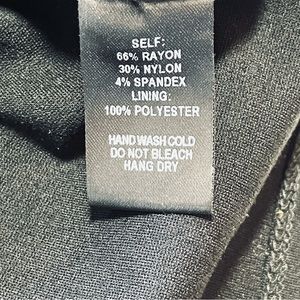 SELF:
66% RAYON
30% NYLON
4% SPANDEX
LINING:
100% POLYESTER
HAND WASH COLD
DO NOT BLEACH
HANG DRY